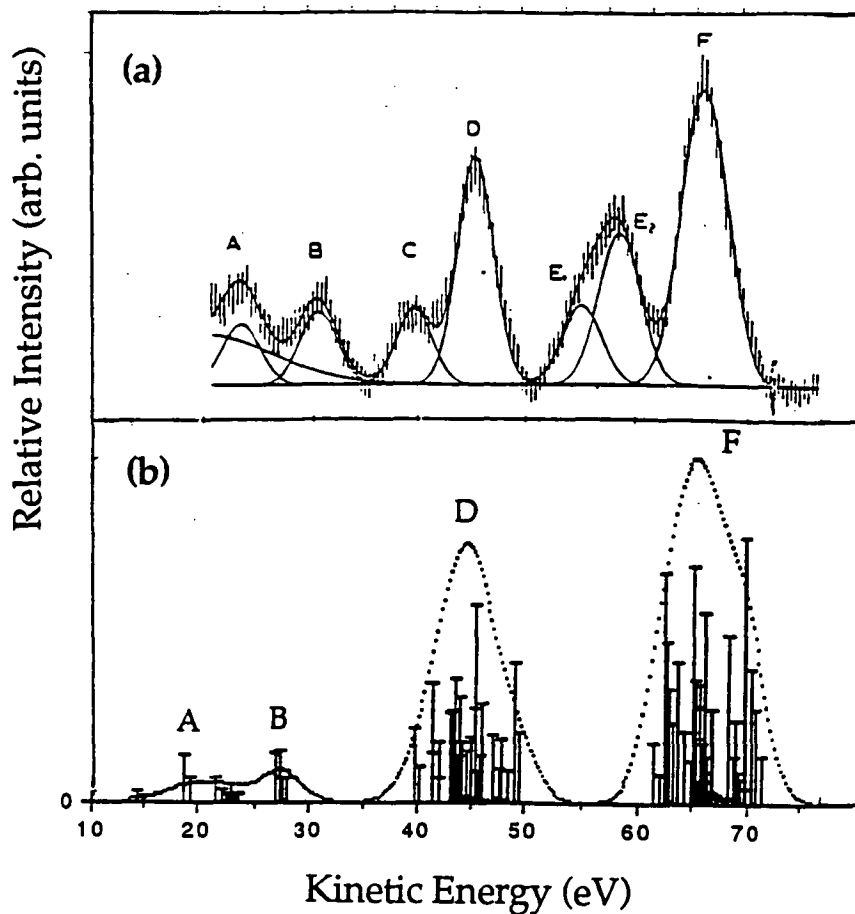 Relative Intensity (arb. units)
(a)
A
B
C
D
E
E₂
F
(b)
A
B
D
F
0
10
20
30
40
50
60
70
Kinetic Energy (eV)